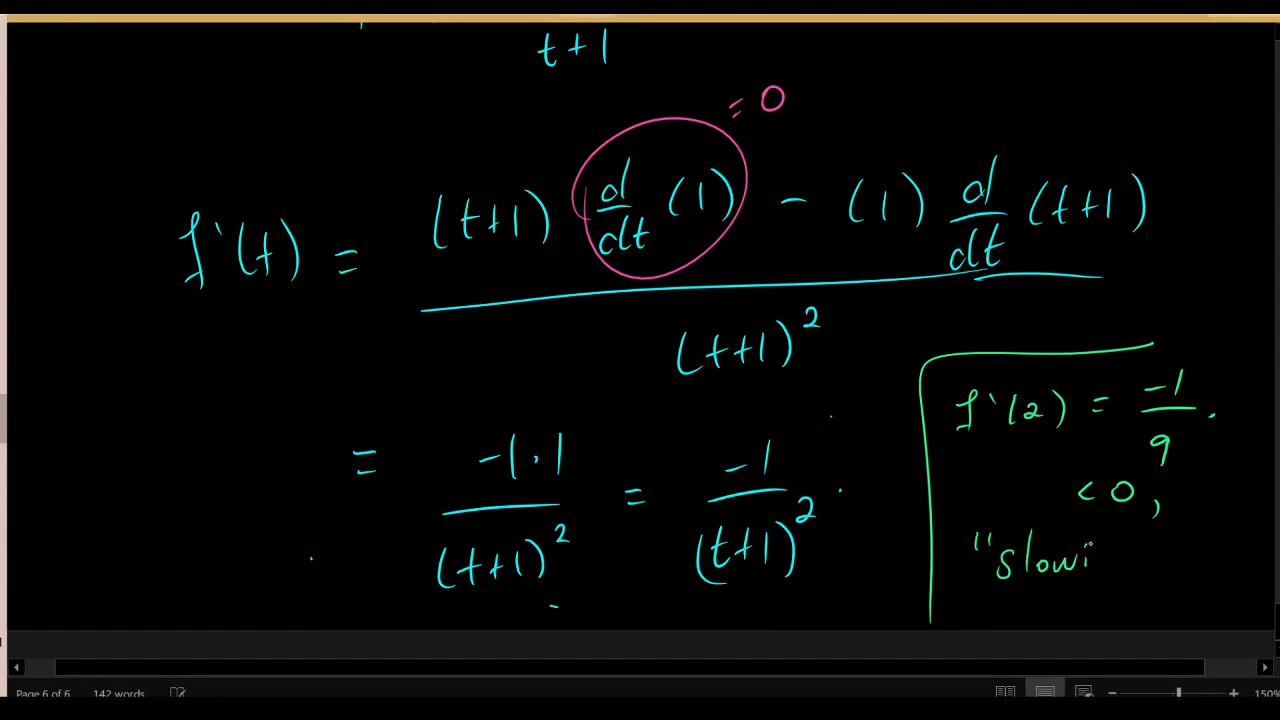 t+1
= 0
f'(t) = (t+1) d/dt (1) - (1) d/dt (t+1)
(t+1)²
= -1·1/(t+1)² = -1/(t+1)².
f'(2) = -1/9.
< 0,
"slowi
Page 6 of 6 142 words 150%